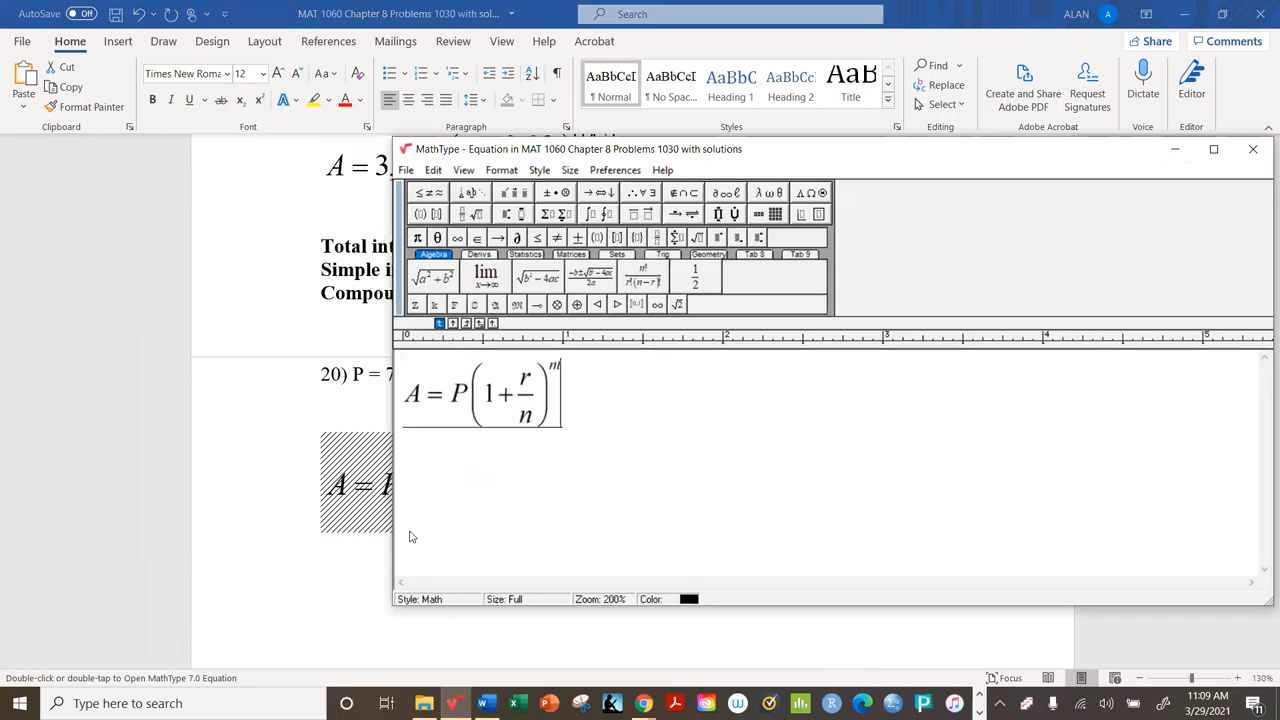 AutoSave Off
MAT 1060 Chapter 8 Problems 1030 with sol...
Search
ALAN A
File Home Insert Draw Design Layout References Mailings Review View Help Acrobat
Share Comments
Paste
Cut
Copy
Format Painter
Clipboard
Times New Roma 12
Font
Paragraph
AaBbCcI AaBbCcI AaBbC AaBbCc AaB
¶ Normal ¶ No Spac... Heading 1 Heading 2 Title
Styles
Find
Replace
Select
Editing
Create and Share Adobe PDF
Request Signatures
Adobe Acrobat
Dictate
Voice
Editor
Editor
A = 3
Total int
Simple i
Compou
20) P = 7
A = P
MathType - Equation in MAT 1060 Chapter 8 Problems 1030 with solutions
File Edit View Format Style Size Preferences Help
Algebra Derivs Statistics Matrices Sets Trig Geometry Tab 8 Tab 9
0 1 2 3 4 5
A = P(1 + r/n)^nt
Style: Math Size: Full Zoom: 200% Color:
Double-click or double-tap to Open MathType 7.0 Equation
Focus
130%
Type here to search
11:09 AM
3/29/2021